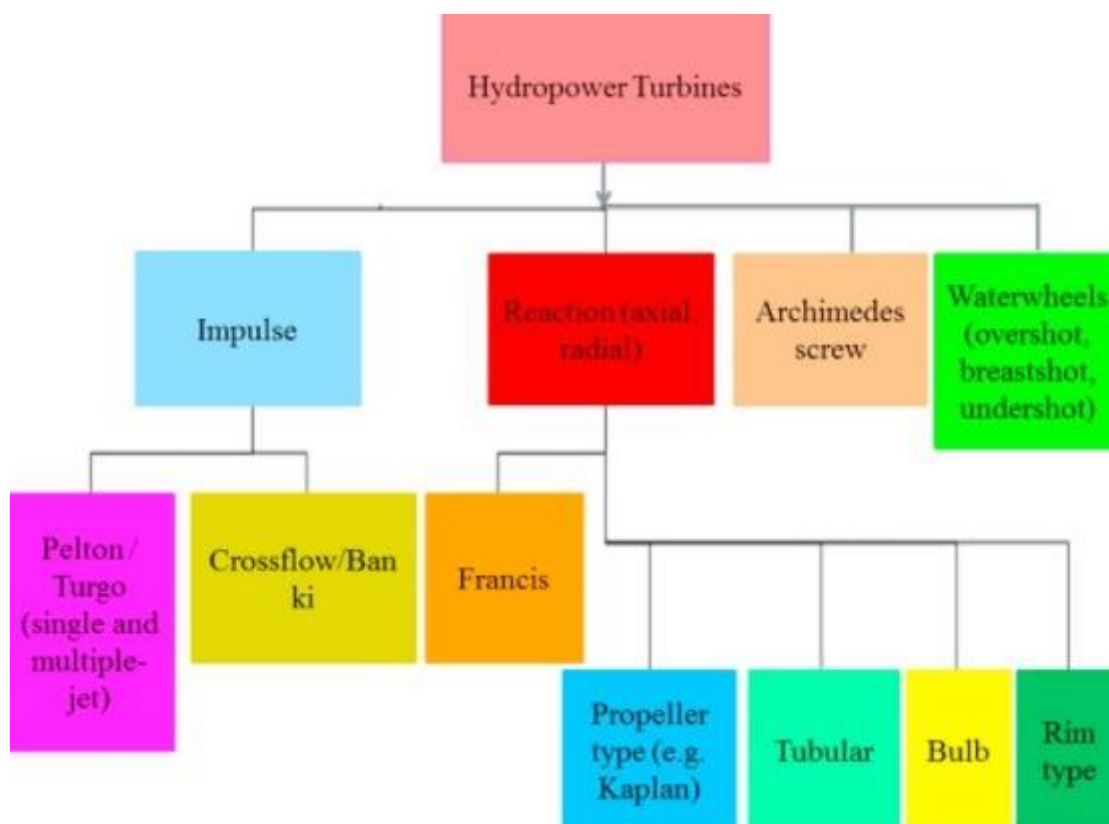 Hydropower Turbines
Impulse
Reaction (axial,
radial)
Archimedes
screw
Waterwheels
(overshot,
breastshot,
undershot)
Pelton /
Turgo
(single and
multiple-
jet)
Crossflow/Ban
ki
Francis
Propeller
type (e.g.
Kaplan)
Tubular
Bulb
Rim
type